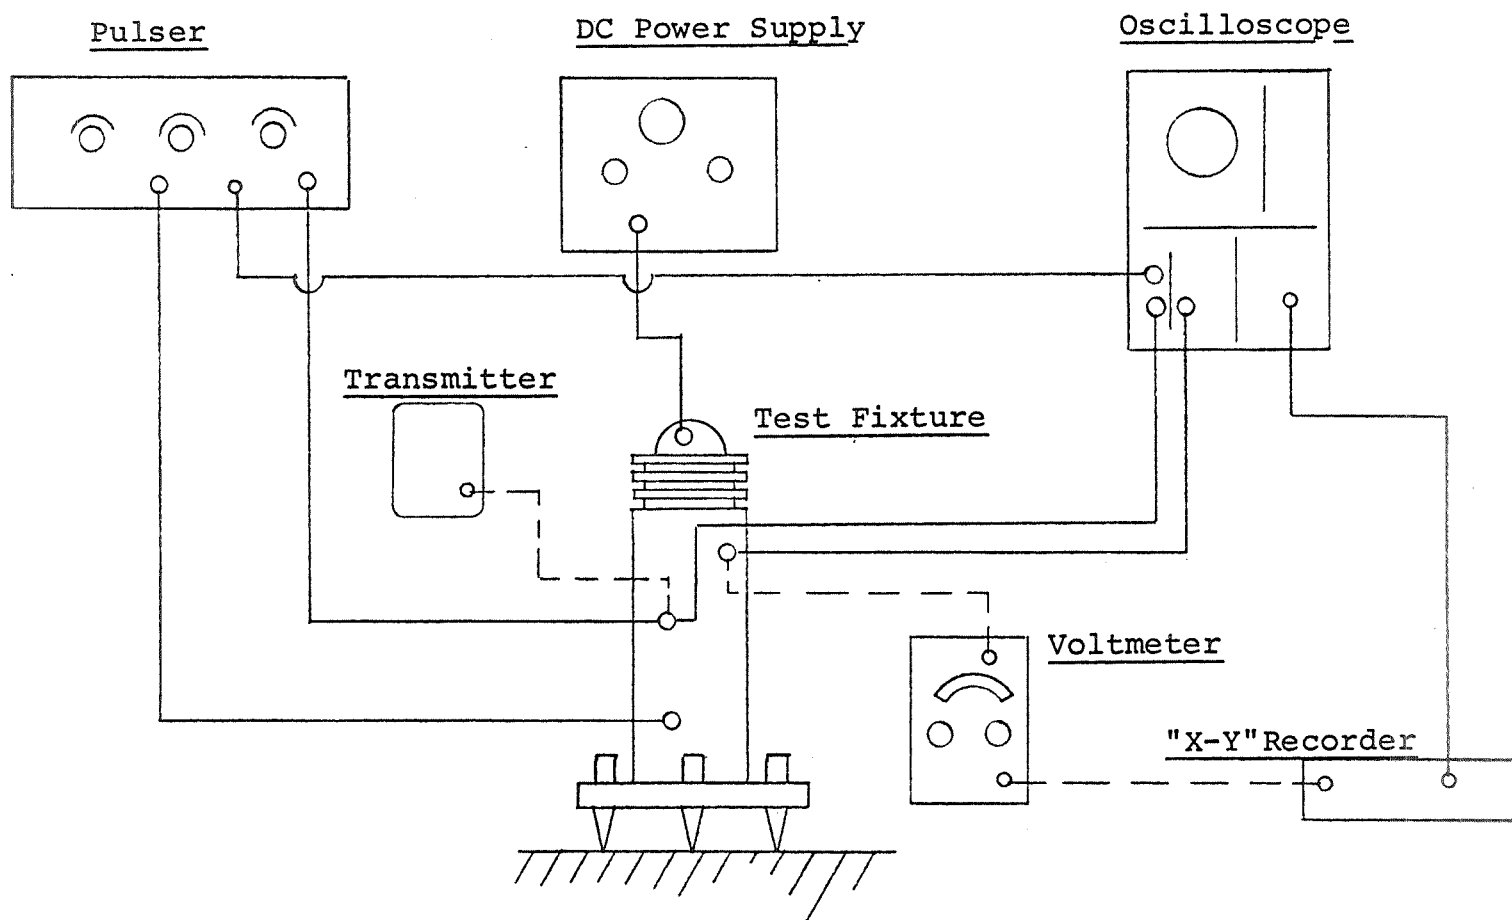 Pulser
DC Power Supply
Oscilloscope
Transmitter
Test Fixture
Voltmeter
"X-Y"Recorder